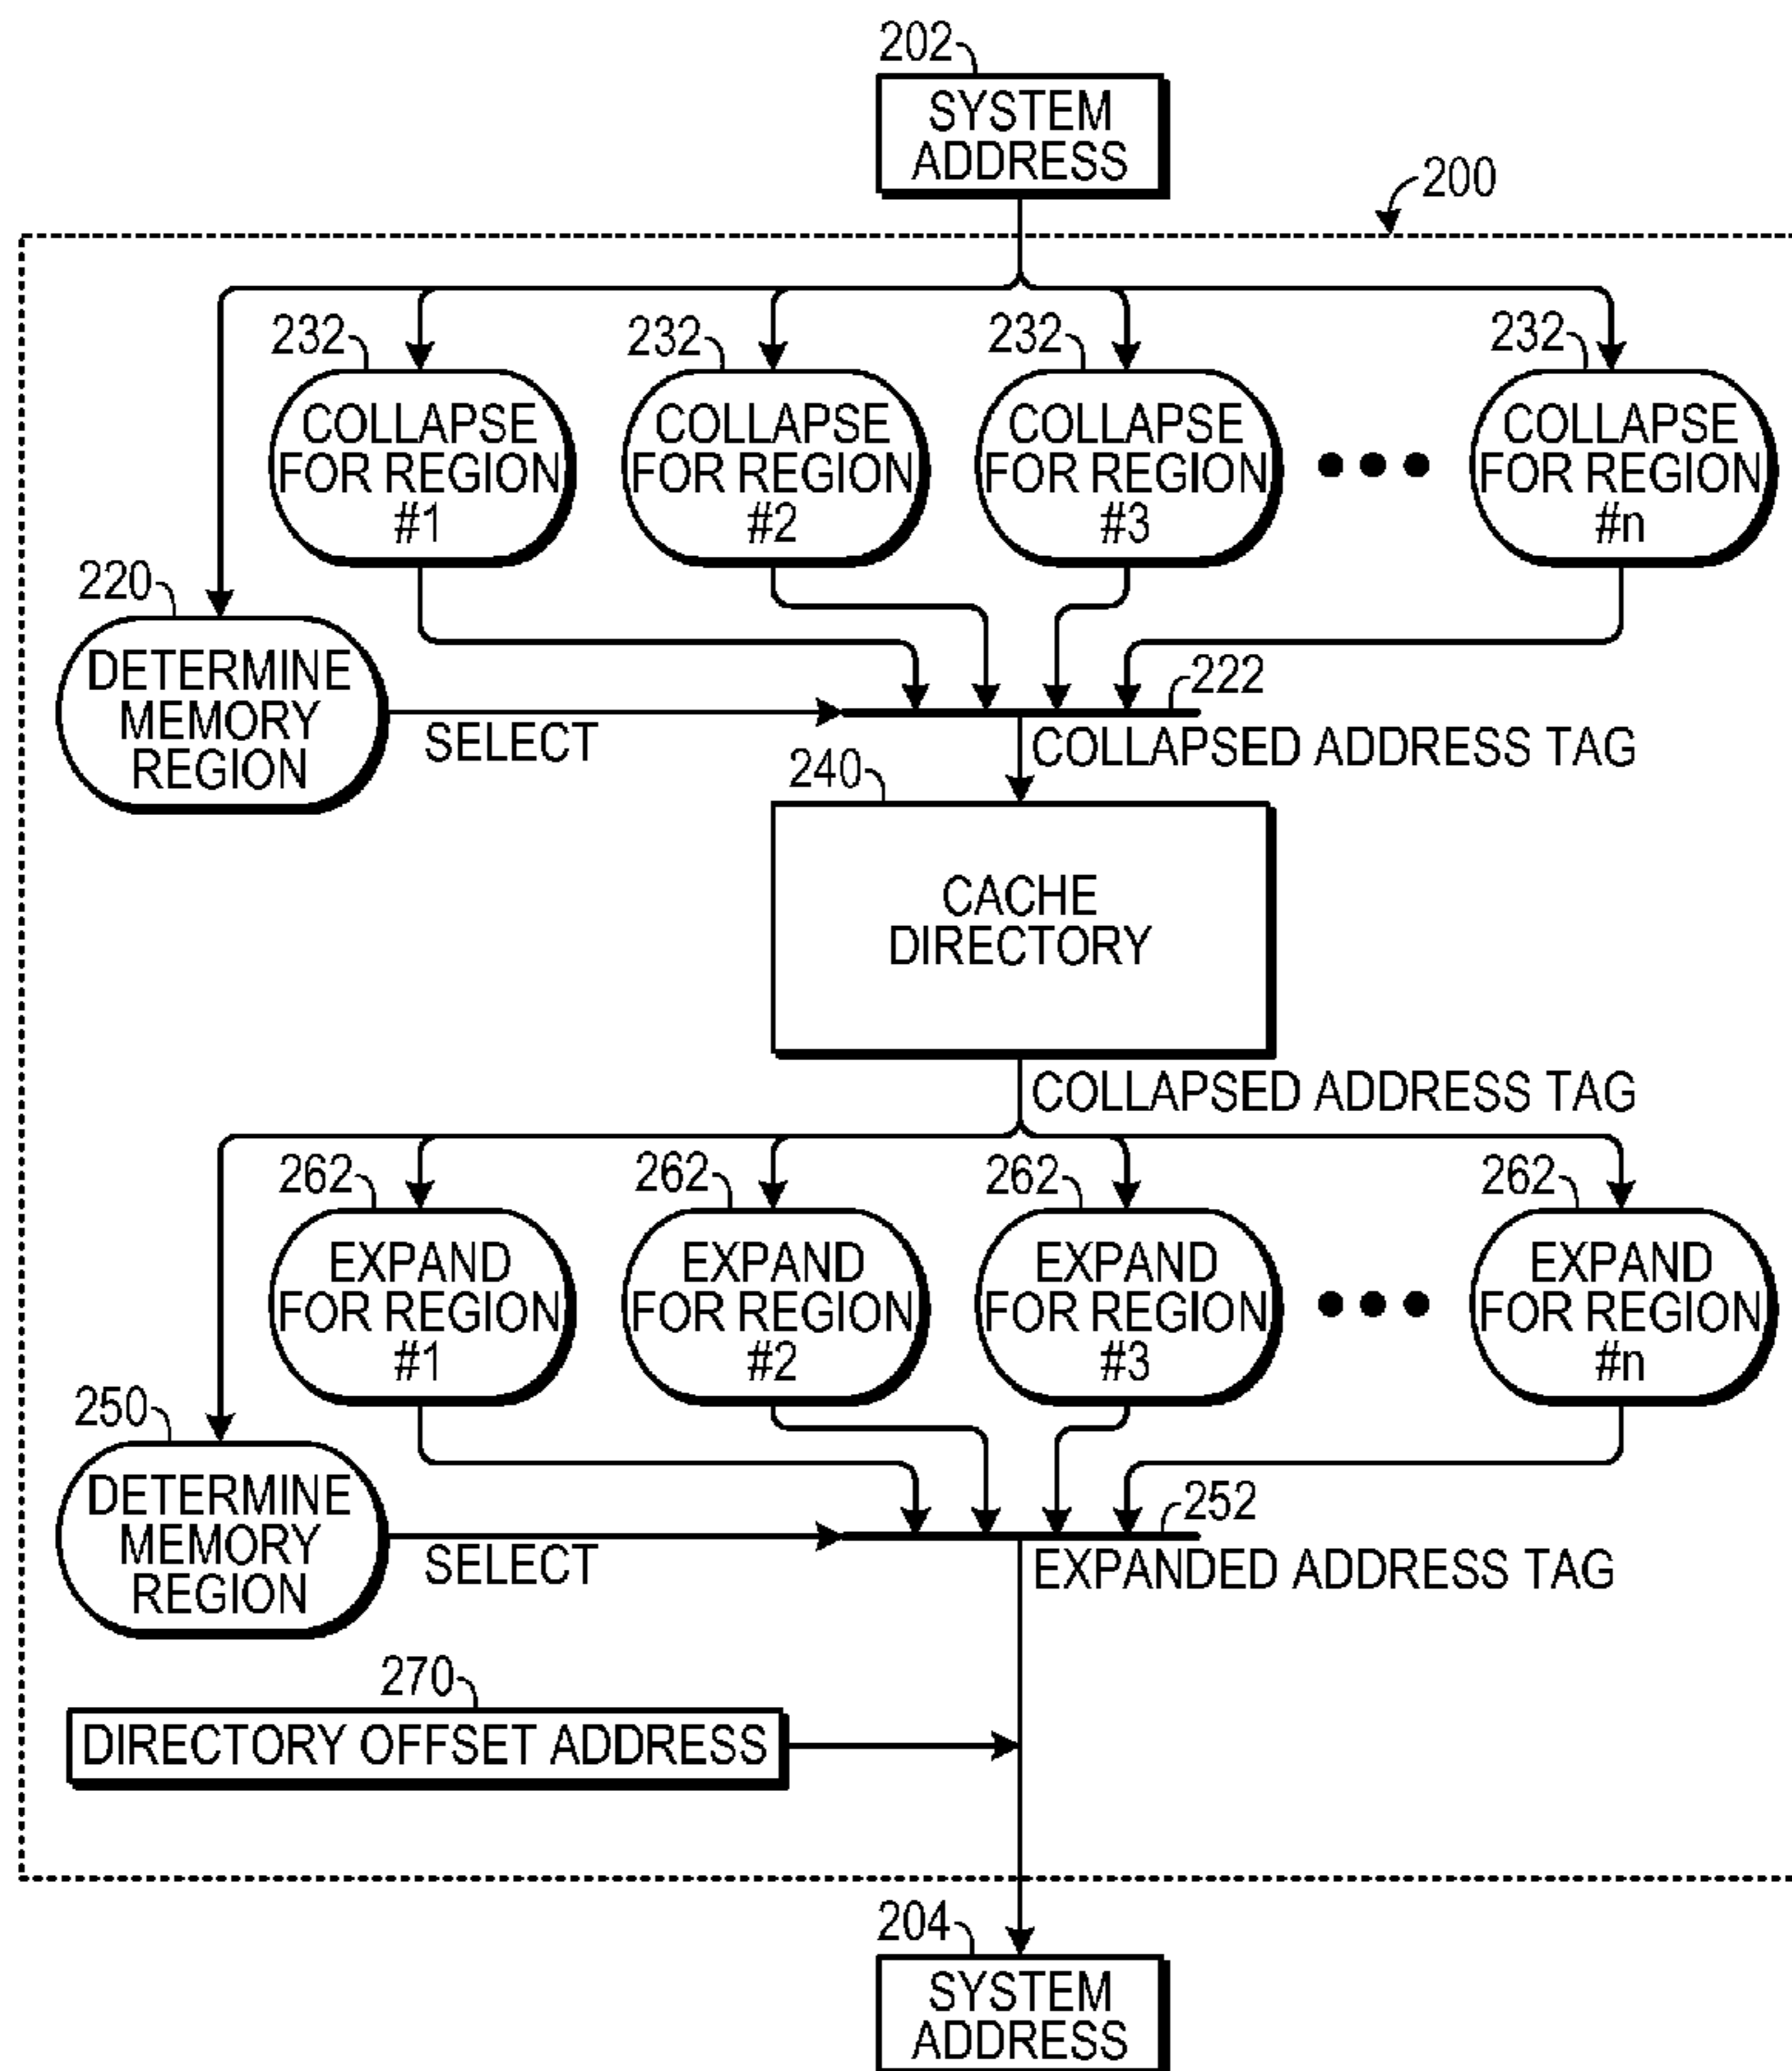 202
SYSTEM
ADDRESS
200
232
232
232
232
COLLAPSE
FOR REGION
#1
COLLAPSE
FOR REGION
#2
COLLAPSE
FOR REGION
#3
COLLAPSE
FOR REGION
#n
220
DETERMINE
MEMORY
REGION
SELECT
222
COLLAPSED ADDRESS TAG
240
CACHE
DIRECTORY
COLLAPSED ADDRESS TAG
262
262
262
262
EXPAND
FOR REGION
#1
EXPAND
FOR REGION
#2
EXPAND
FOR REGION
#3
EXPAND
FOR REGION
#n
250
DETERMINE
MEMORY
REGION
SELECT
252
EXPANDED ADDRESS TAG
270
DIRECTORY OFFSET ADDRESS
204
SYSTEM
ADDRESS